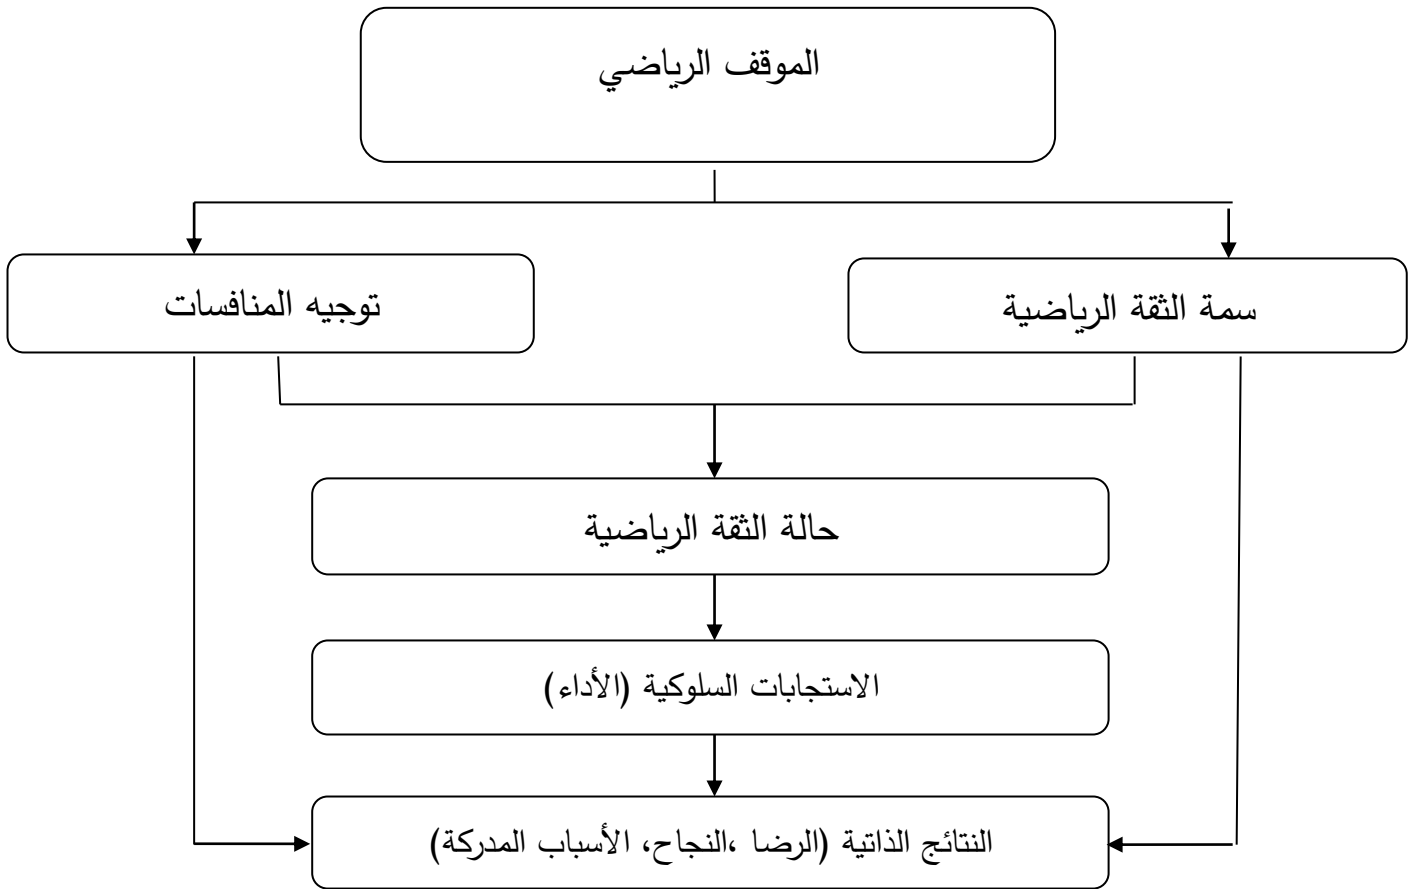 الموقف الرياضي
سمة الثقة الرياضية
توجيه المنافسات
حالة الثقة الرياضية
الاستجابات السلوكية (الأداء)
النتائج الذاتية (الرضا ،النجاح، الأسباب المدركة)